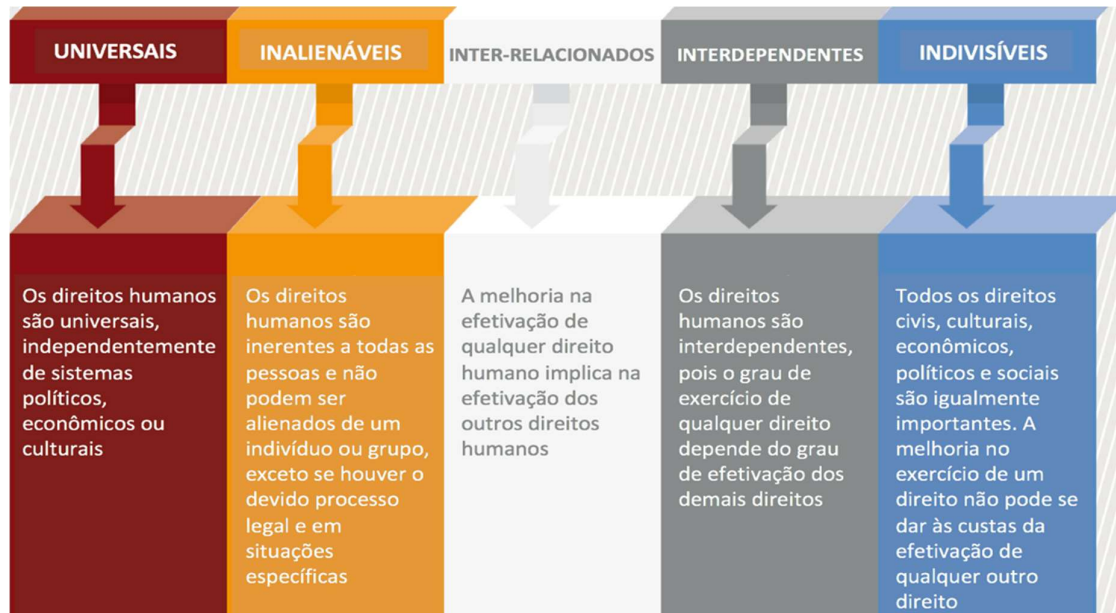 UNIVERSAIS
INALIENÁVEIS
INTER-RELACIONADOS
INTERDEPENDENTES
INDIVISÍVEIS
Os direitos humanos
são universais,
independentemente
de sistemas
políticos,
econômicos ou
culturais
Os direitos
humanos são
inerentes a todas as
pessoas e não
podem ser
alienados de um
indivíduo ou grupo,
exceto se houver o
devido processo
legal e em
situações
específicas
A melhoria na
efetivação de
qualquer direito
humano implica na
efetivação dos
outros direitos
humanos
Os direitos
humanos são
interdependentes,
pois o grau de
exercício de
qualquer direito
depende do grau
de efetivação dos
demais direitos
Todos os direitos
civis, culturais,
econômicos,
políticos e sociais
são igualmente
importantes. A
melhoria no
exercício de um
direito não pode se
dar às custas da
efetivação de
qualquer outro
direito